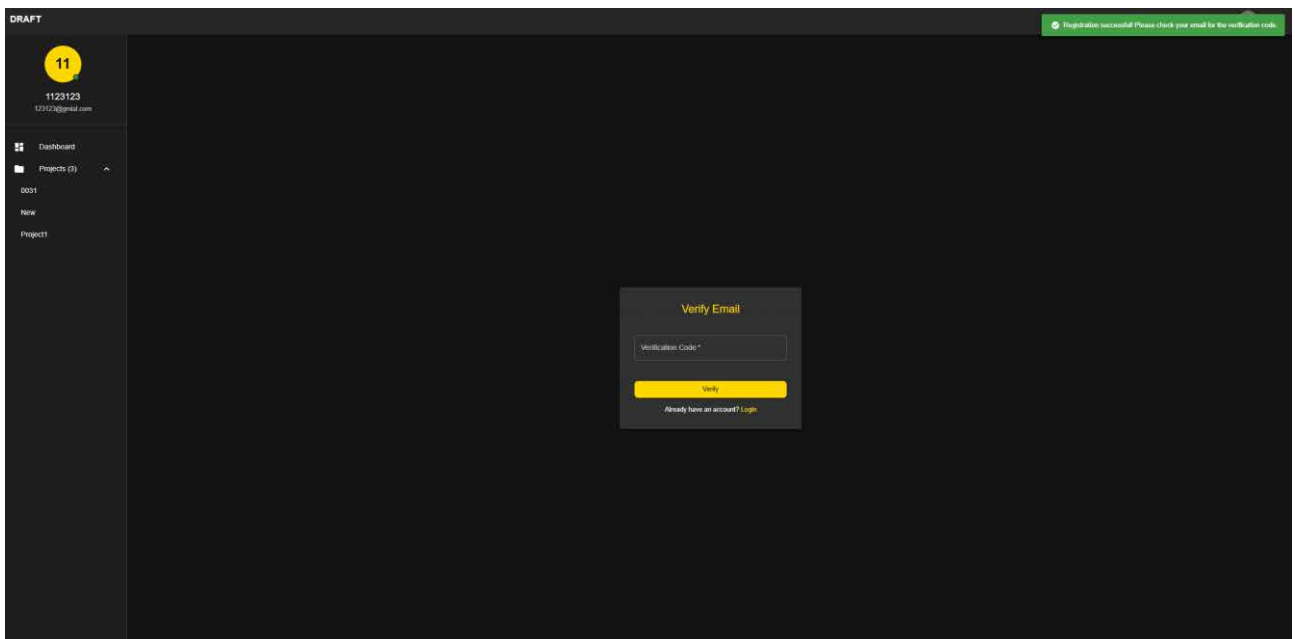 DRAFT
Registration successful! Please check your email for the verification code.
11
1123123
123123@gmial.com
Dashboard
Projects (3)
0031
New
Project1
Verify Email
Verification Code *
Verify
Already have an account? Login